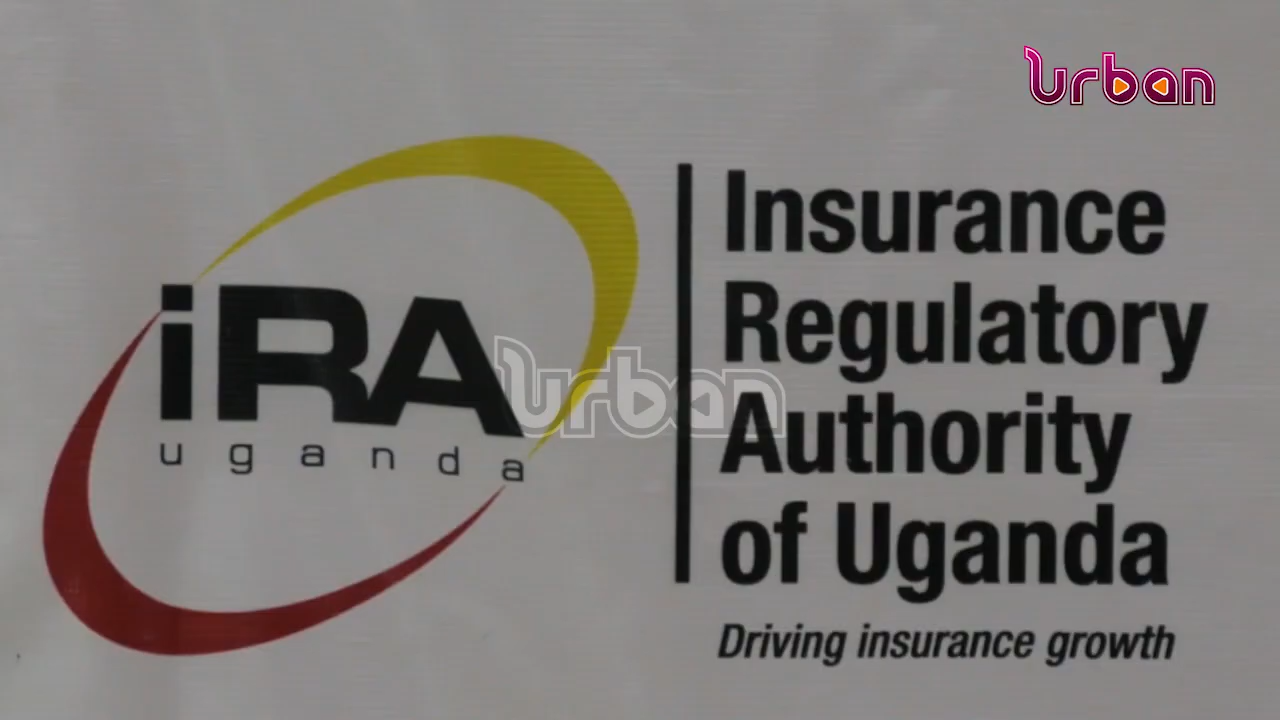 Urban
Insurance
Regulatory
Authority
of Uganda
Driving insurance growth
iRA
uganda
Urban